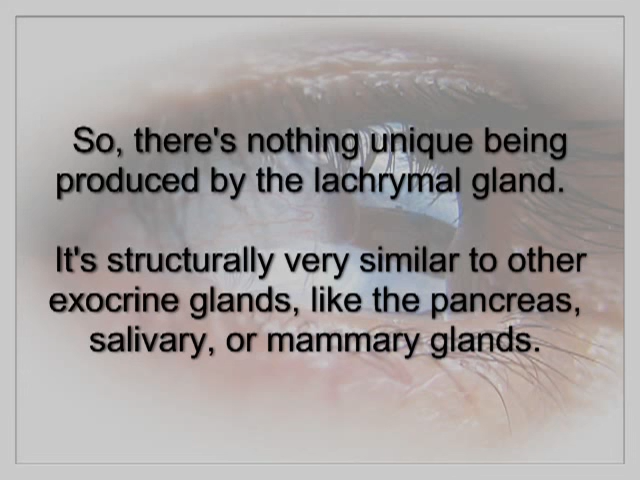 So, there's nothing unique being
produced by the lachrymal gland.
It's structurally very similar to other
exocrine glands, like the pancreas,
salivary, or mammary glands.